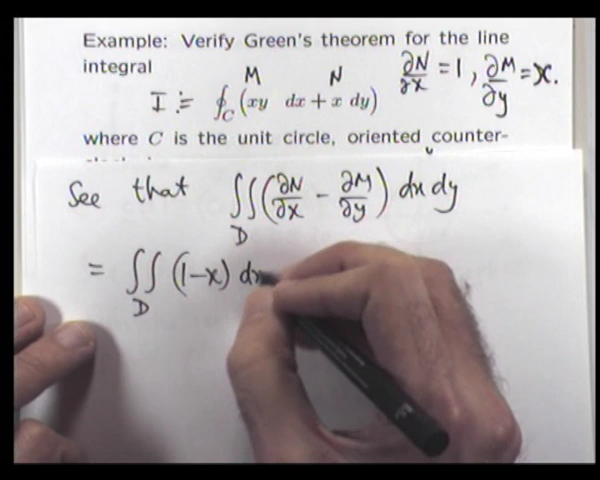 Example: Verify Green's theorem for the line
integral
M N ∂N/∂x = 1, ∂M/∂y = x.
I := ∮_C (xy dx + x dy)
where C is the unit circle, oriented counter-
See that ∬_D (∂N/∂x - ∂M/∂y) dx dy
= ∬_D (1-x) dx